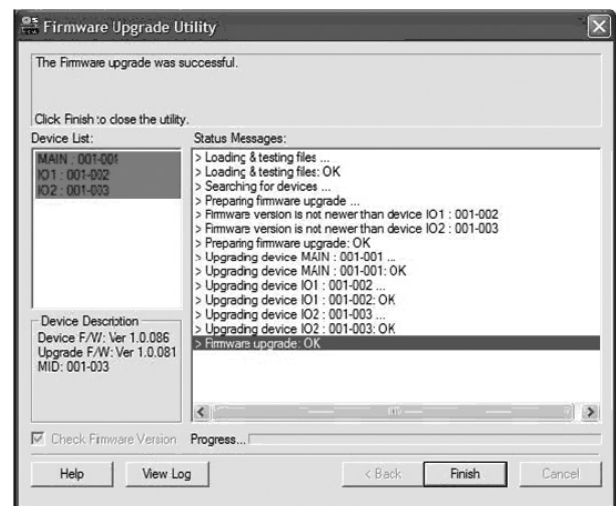 Firmware Upgrade Utility
The Firmware upgrade was successful.
Click Finish to close the utility.
Device List:
MAIN : 001-001
IO1 : 001-002
IO2 : 001-003
Device Description
Device F/W: Ver 1.0.086
Upgrade F/W: Ver 1.0.081
MID: 001-003
Status Messages:
> Loading & testing files ...
> Loading & testing files: OK
> Searching for devices ...
> Preparing firmware upgrade ...
> Firmware version is not newer than device IO1 : 001-002
> Firmware version is not newer than device IO2 : 001-003
> Preparing firmware upgrade: OK
> Upgrading device MAIN : 001-001 ...
> Upgrading device MAIN : 001-001: OK
> Upgrading device IO1 : 001-002 ...
> Upgrading device IO1 : 001-002: OK
> Upgrading device IO2 : 001-003 ...
> Upgrading device IO2 : 001-003: OK
> Firmware upgrade: OK
Check Firmware Version
Progress...
Help
View Log
< Back
Finish
Cancel